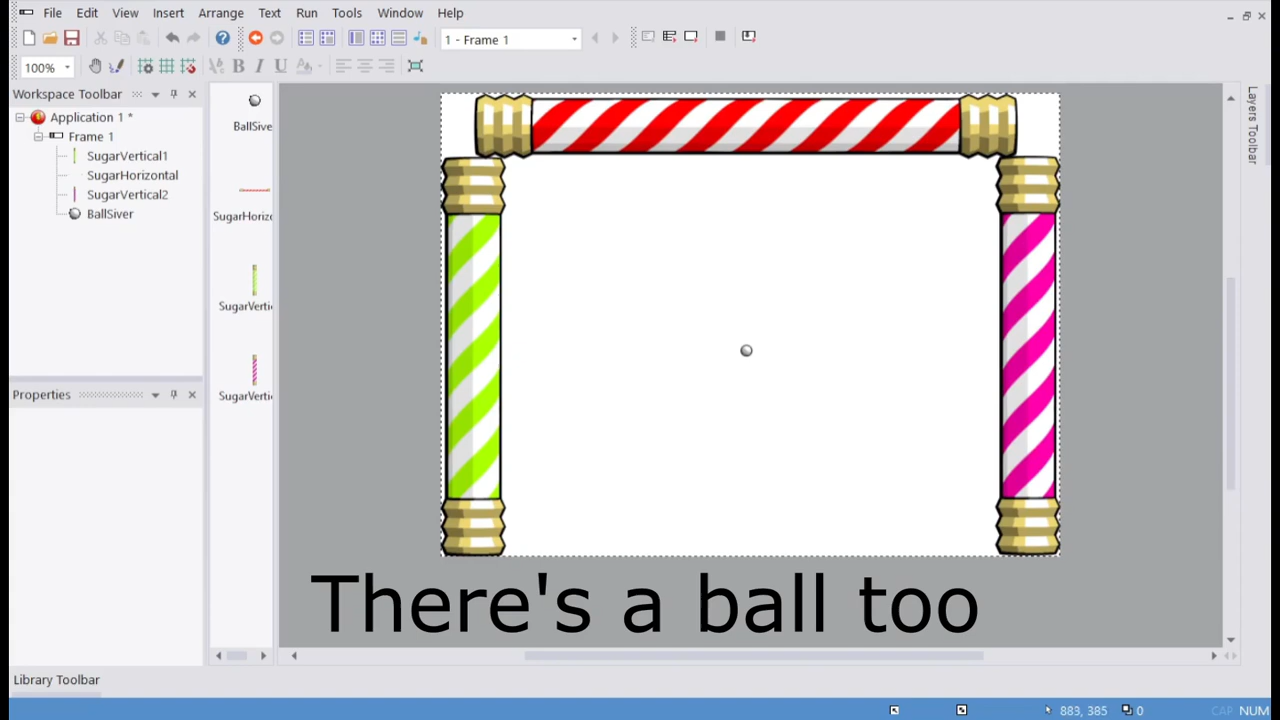 File Edit View Insert Arrange Text Run Tools Window Help
1 - Frame 1
100%
B I U A
Workspace Toolbar
Application 1 *
Frame 1
SugarVertical1
SugarHorizontal
SugarVertical2
BallSiver
Properties
BallSive
SugarHorizo
SugarVerti
SugarVerti
Layers Toolbar
There's a ball too
Library Toolbar
883, 385
0
CAP NUM